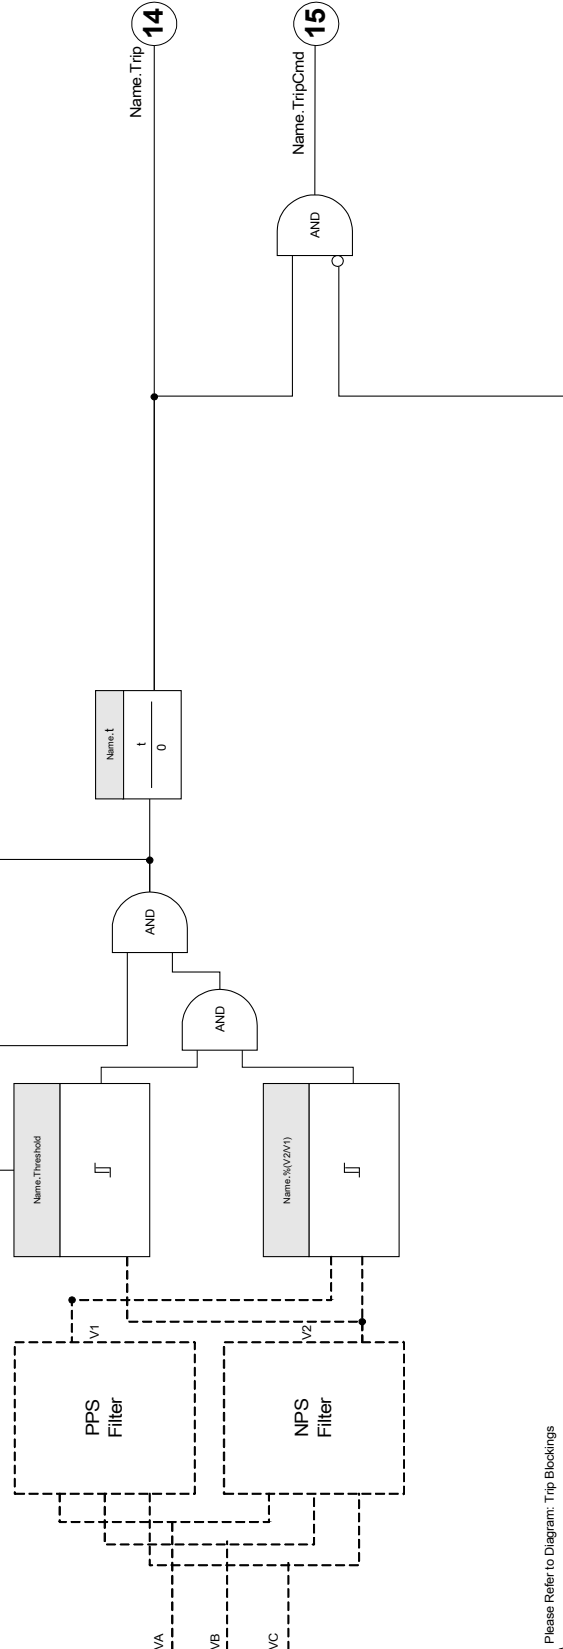 14
Name.Trip
15
Name.TripCmd
AND
Name.t
t
0
AND
AND
Name.Threshold
Name.%(V2/V1)
V1
V2
PPS
Filter
NPS
Filter
VA
VB
VC
Please Refer to Diagram: Trip Blockings